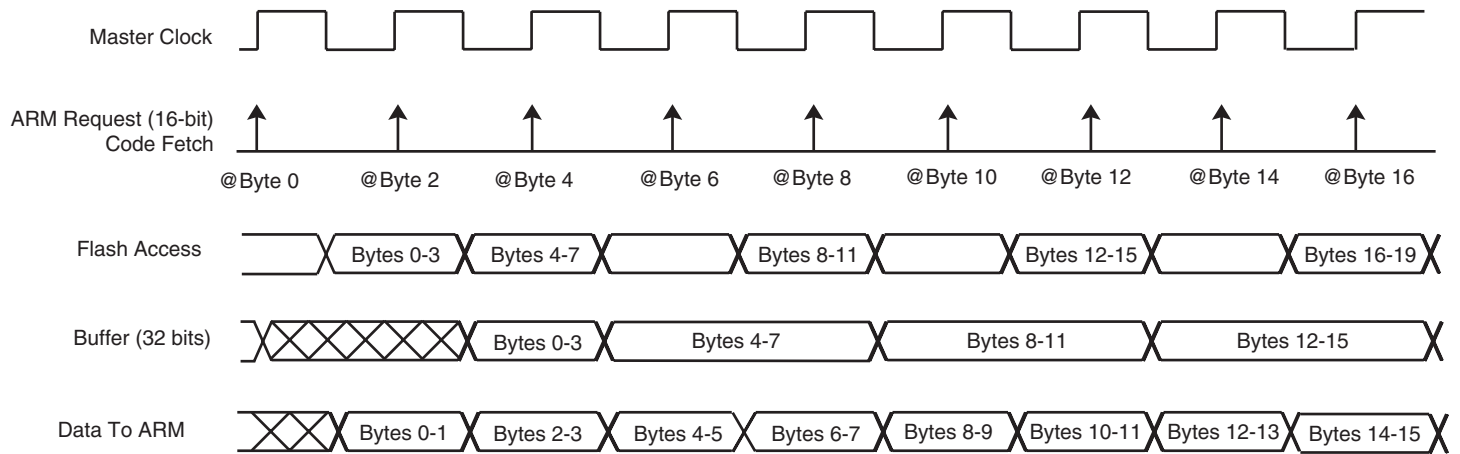 Master Clock
ARM Request (16-bit)
Code Fetch
@Byte 0 @Byte 2 @Byte 4 @Byte 6 @Byte 8 @Byte 10 @Byte 12 @Byte 14 @Byte 16
Flash Access Bytes 0-3 Bytes 4-7 Bytes 8-11 Bytes 12-15 Bytes 16-19
Buffer (32 bits) Bytes 0-3 Bytes 4-7 Bytes 8-11 Bytes 12-15
Data To ARM Bytes 0-1 Bytes 2-3 Bytes 4-5 Bytes 6-7 Bytes 8-9 Bytes 10-11 Bytes 12-13 Bytes 14-15